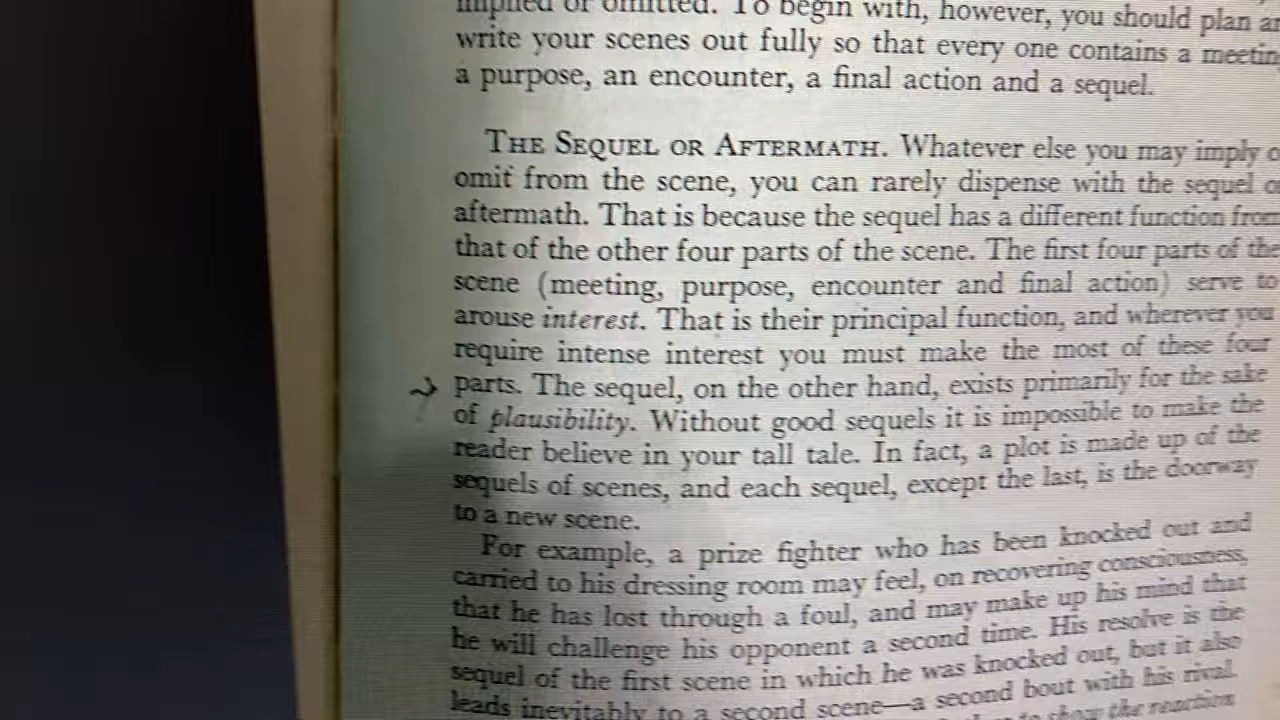 implied or omitted. To begin with, however, you should plan
write your scenes out fully so that every one contains a
a purpose, an encounter, a final action and a sequel.
THE SEQUEL OR AFTERMATH. Whatever else you may imply
omit from the scene, you can rarely dispense with the sequel
aftermath. That is because the sequel has a different function from
that of the other four parts of the scene. The first four parts of the
scene (meeting, purpose, encounter and final action) serve to
arouse interest. That is their principal function, and wherever you
require intense interest you must make the most of these four
parts. The sequel, on the other hand, exists primarily for the sake
of plausibility. Without good sequels it is impossible to make the
reader believe in your tall tale. In fact, a plot is made up of the
sequels of scenes, and each sequel, except the last, is the doorway
to a new scene.
For example, a prize fighter who has been knocked out and
carried to his dressing room may feel, on recovering consciousness,
that he has lost through a foul, and may make up his mind that
he will challenge his opponent a second time. His resolve is the
sequel of the first scene in which he was knocked out, but it also
leads inevitably to a second scene—a second bout with his rival.
to show the reaction